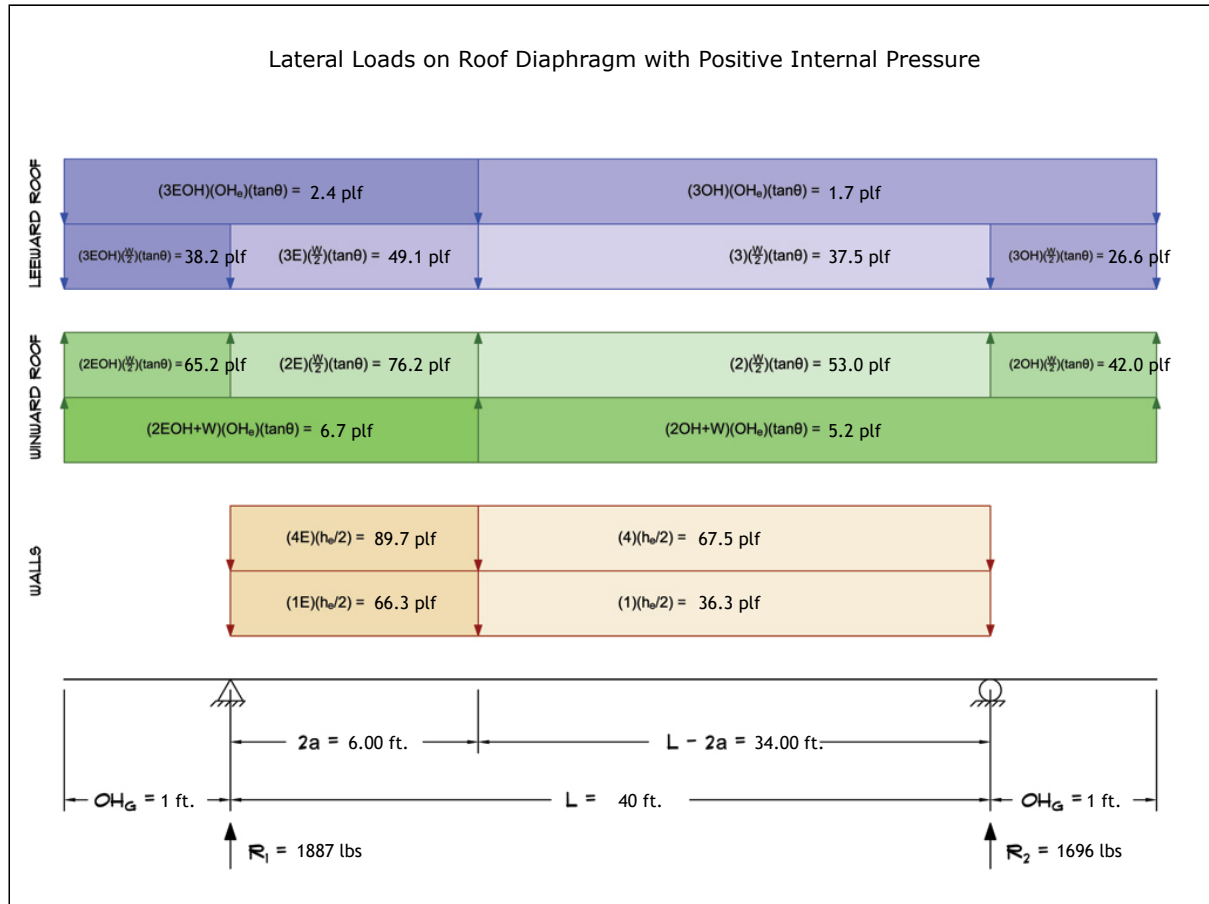 Lateral Loads on Roof Diaphragm with Positive Internal Pressure
LEEWARD ROOF
(3EOH)(OHₑ)(tanθ) = 2.4 plf
(3OH)(OHₑ)(tanθ) = 1.7 plf
(3EOH)(W/2)(tanθ) = 38.2 plf
(3E)(W/2)(tanθ) = 49.1 plf
(3)(W/2)(tanθ) = 37.5 plf
(3OH)(W/2)(tanθ) = 26.6 plf
WINWARD ROOF
(2EOH)(W/2)(tanθ) = 65.2 plf
(2E)(W/2)(tanθ) = 76.2 plf
(2)(W/2)(tanθ) = 53.0 plf
(2OH)(W/2)(tanθ) = 42.0 plf
(2EOH+W)(OHₑ)(tanθ) = 6.7 plf
(2OH+W)(OHₑ)(tanθ) = 5.2 plf
WALLS
(4E)(hₑ/2) = 89.7 plf
(4)(hₑ/2) = 67.5 plf
(1E)(hₑ/2) = 66.3 plf
(1)(hₑ/2) = 36.3 plf
2a = 6.00 ft.
L - 2a = 34.00 ft.
OH_G = 1 ft.
L = 40 ft.
OH_G = 1 ft.
R₁ = 1887 lbs
R₂ = 1696 lbs